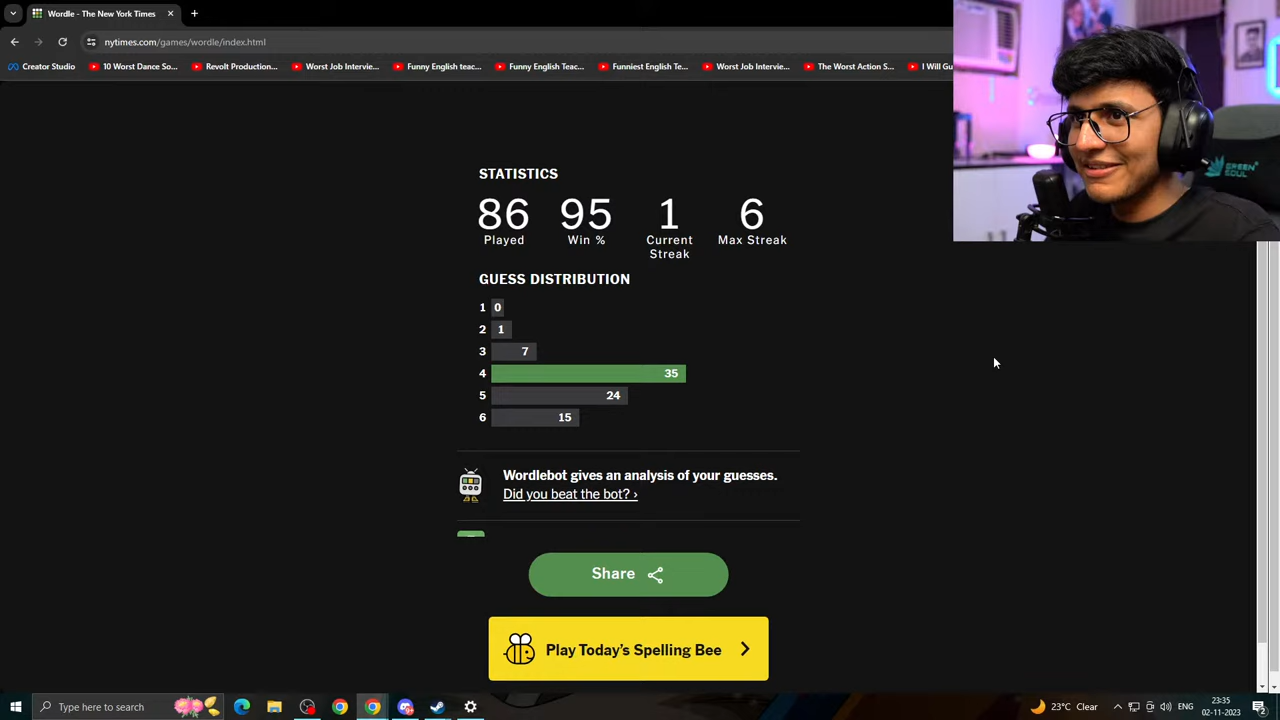 Wordle - The New York Times
nytimes.com/games/wordle/index.html
Creator Studio
10 Worst Dance So...
Revolt Production...
Worst Job Intervie...
Funny English teac...
Funny English Teac...
Funniest English Te...
Worst Job Intervie...
The Worst Action S...
I Will Gu
GREEN SOUL
STATISTICS
86 95 1 6
Played Win % Current Streak Max Streak
GUESS DISTRIBUTION
1 0
2 1
3 7
4 35
5 24
6 15
Wordlebot gives an analysis of your guesses.
Did you beat the bot? ›
Share
Play Today's Spelling Bee
Type here to search
23°C Clear
ENG
23:35
02-11-2023
2